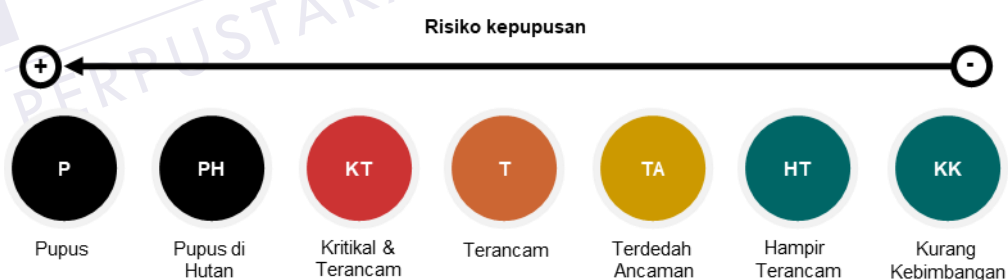 Risiko kepupusan
+
-
P
PH
KT
T
TA
HT
KK
Pupus
Pupus di
Hutan
Kritikal &
Terancam
Terancam
Terdedah
Ancaman
Hampir
Terancam
Kurang
Kebimbangan